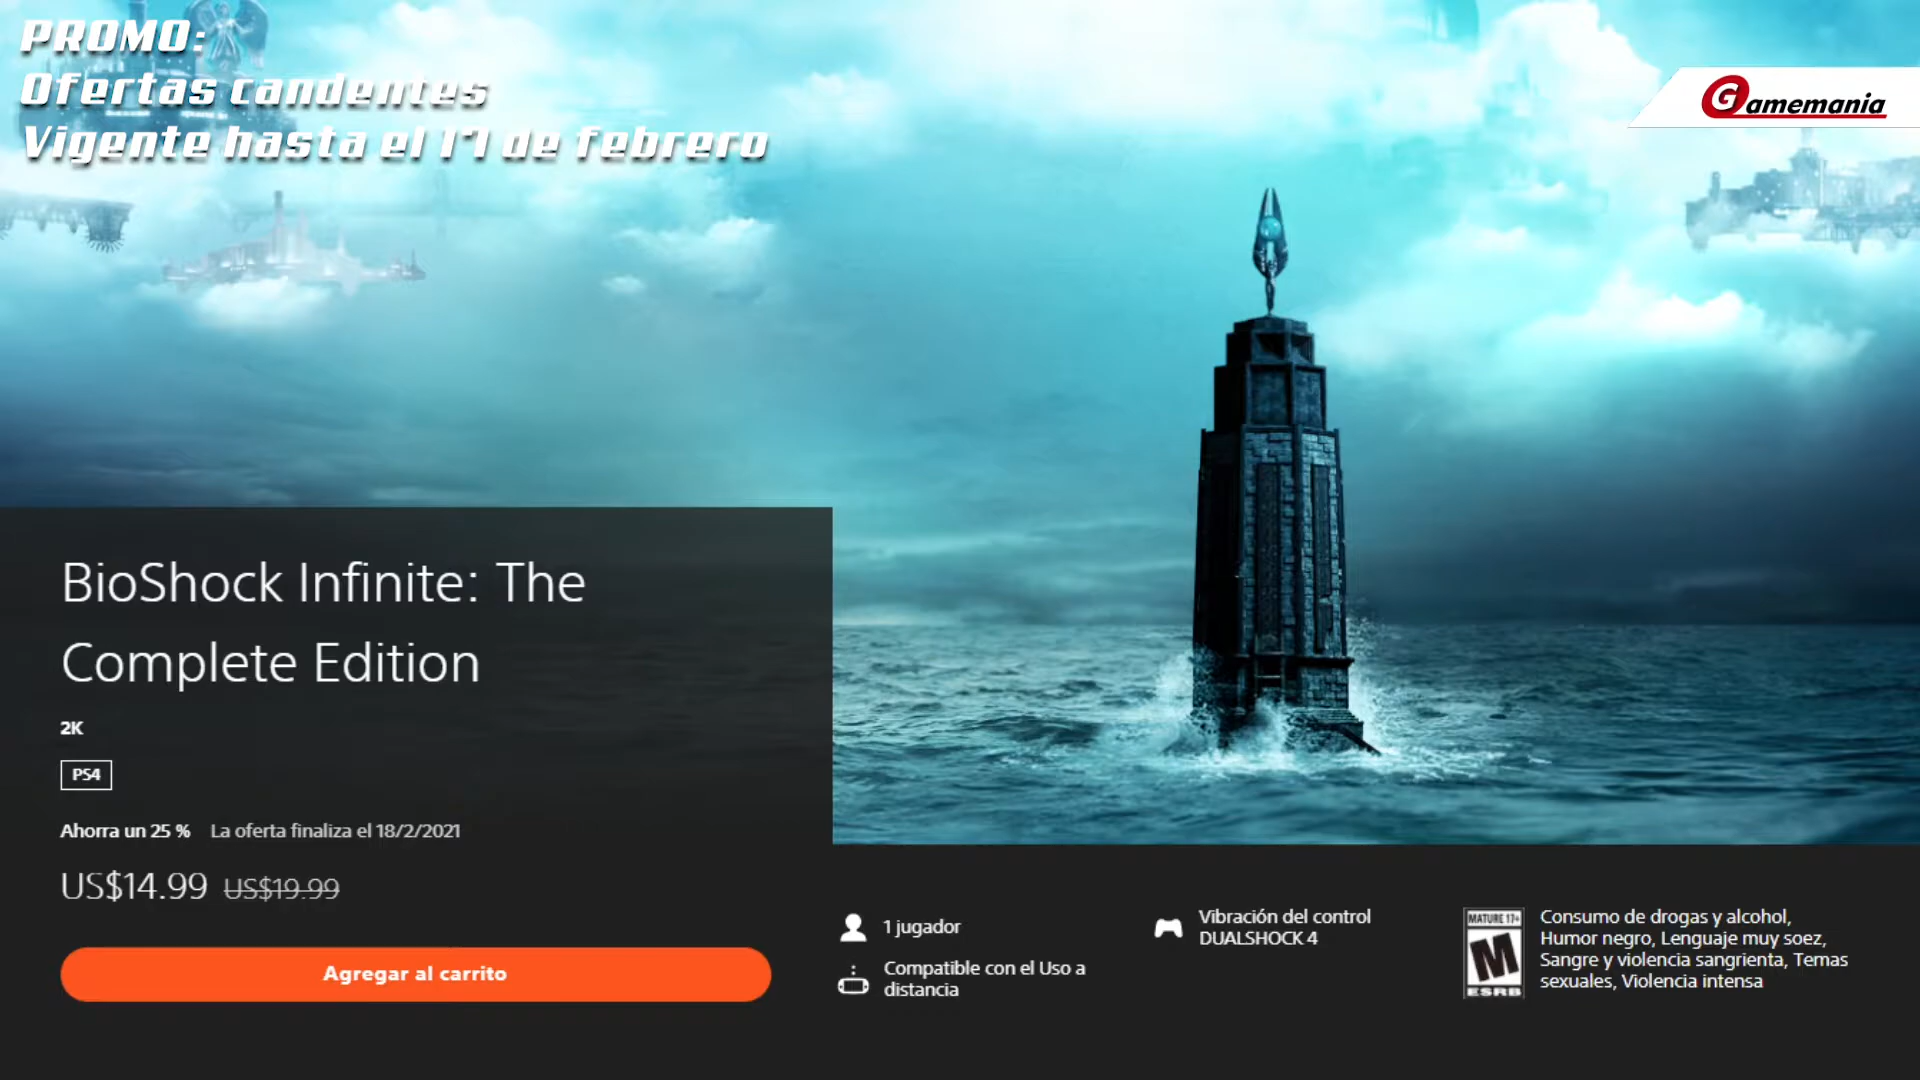 PROMO:
Ofertas candentes
Vigente hasta el 17 de febrero
Gamemania
BioShock Infinite: The
Complete Edition
2K
PS4
Ahorra un 25 % La oferta finaliza el 18/2/2021
US$14.99 US$19.99
Agregar al carrito
1 jugador
Compatible con el Uso a
distancia
Vibración del control
DUALSHOCK 4
MATURE 17+
M
ESRB
Consumo de drogas y alcohol,
Humor negro, Lenguaje muy soez,
Sangre y violencia sangrienta, Temas
sexuales, Violencia intensa